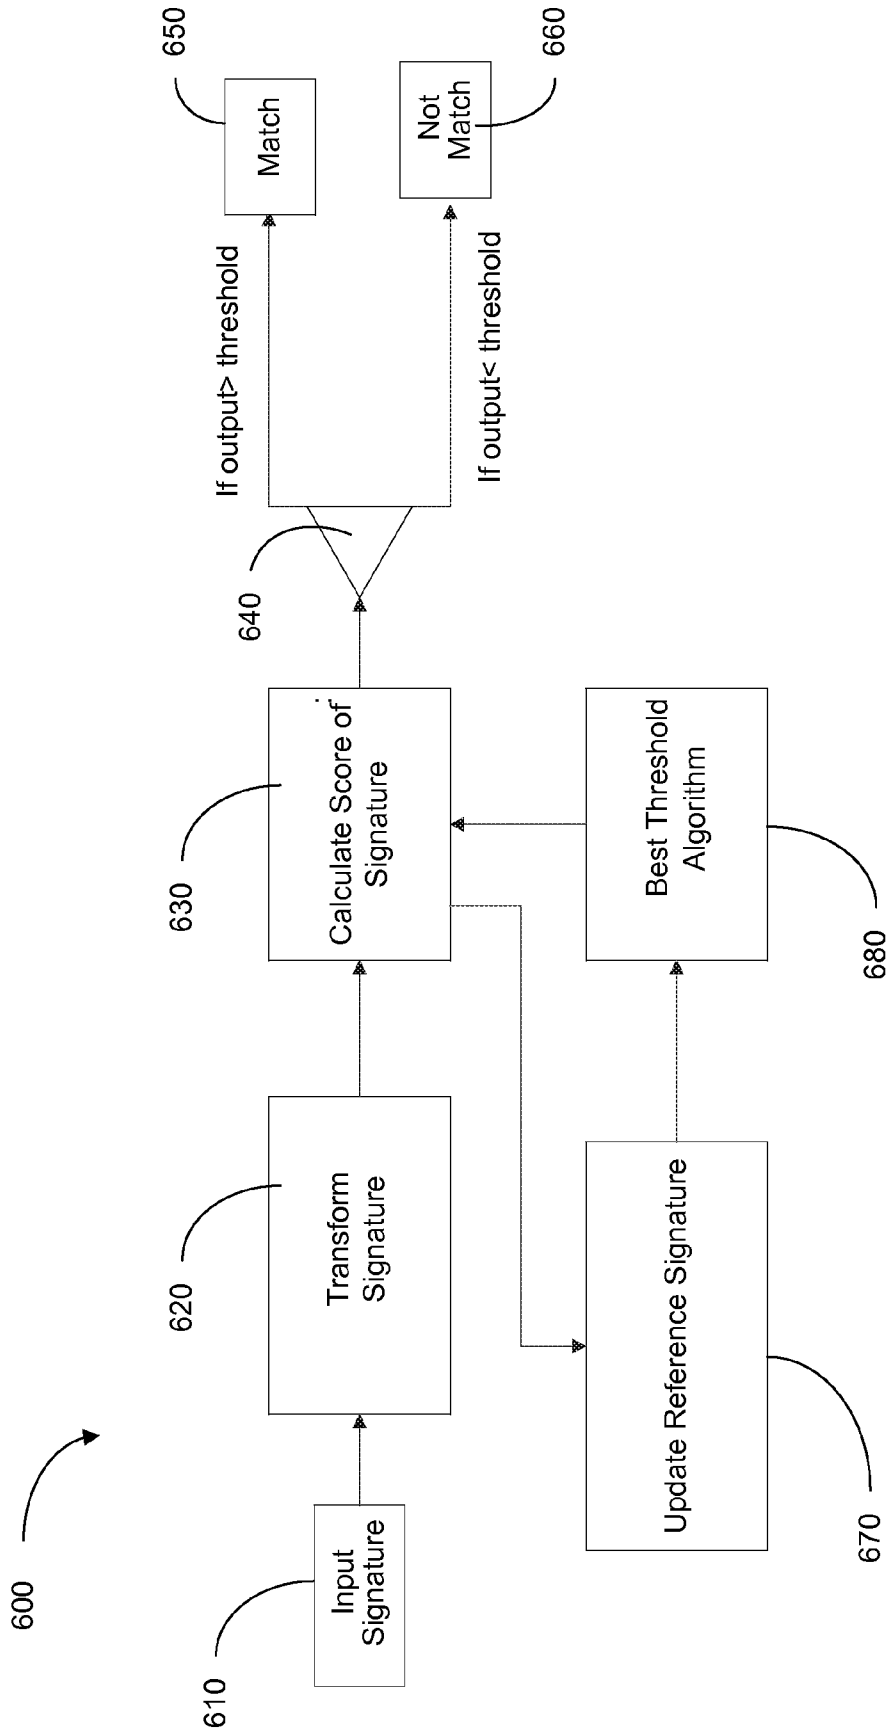 600
610
Input
Signature
620
Transform
Signature
630
Calculate Score of
Signature
640
If output> threshold
650
Match
If output< threshold
660
Not
Match
670
Update Reference Signature
680
Best Threshold
Algorithm